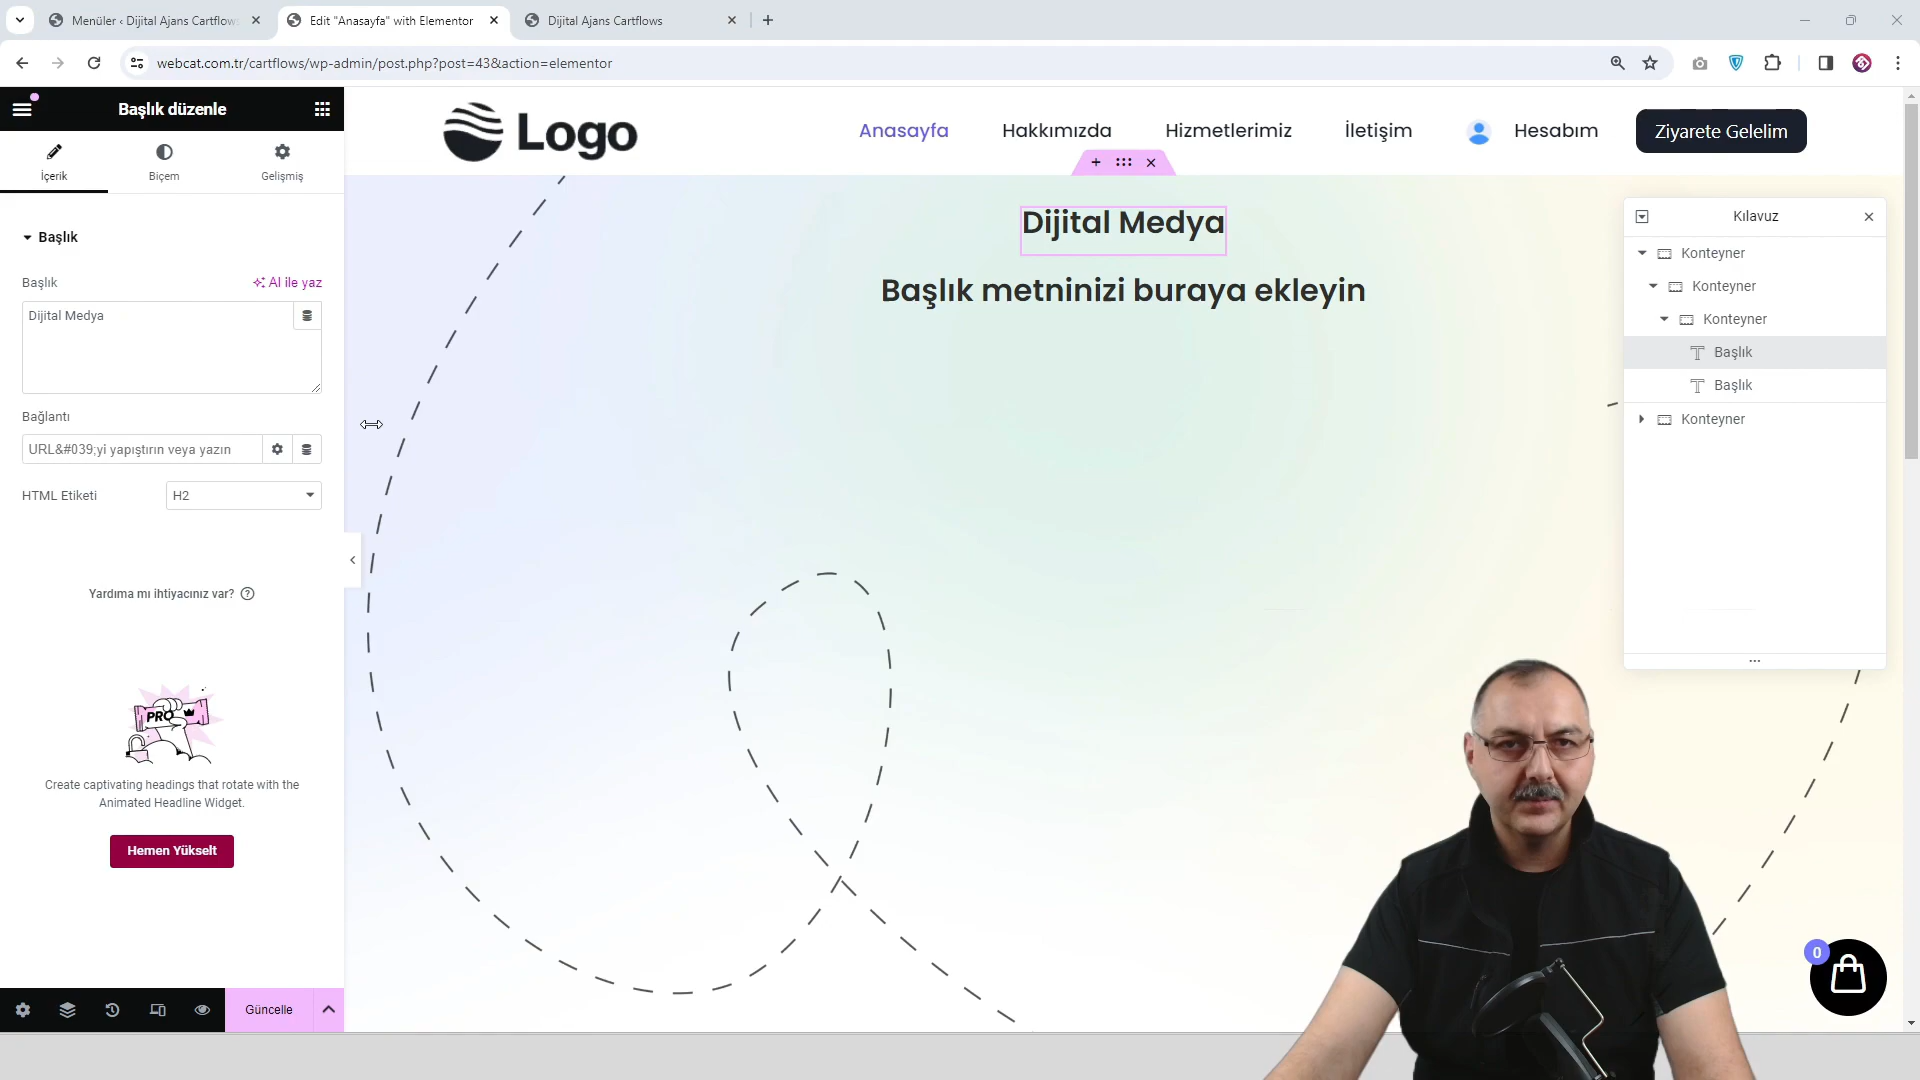 Menüler ‹ Dijital Ajans Cartflows
Edit "Anasayfa" with Elementor
Dijital Ajans Cartflows
webcat.com.tr/cartflows/wp-admin/post.php?post=43&action=elementor
Başlık düzenle
İçerik
Biçem
Gelişmiş
Başlık
Başlık
AI ile yaz
Dijital Medya
Bağlantı
URL&#039;yi yapıştırın veya yazın
HTML Etiketi
H2
Yardıma mı ihtiyacınız var?
PRO
Create captivating headings that rotate with the
Animated Headline Widget.
Hemen Yükselt
Güncelle
Logo
Anasayfa
Hakkımızda
Hizmetlerimiz
İletişim
Hesabım
Ziyarete Gelelim
Dijital Medya
Başlık metninizi buraya ekleyin
Kılavuz
Konteyner
Konteyner
Konteyner
Başlık
Başlık
Konteyner
0